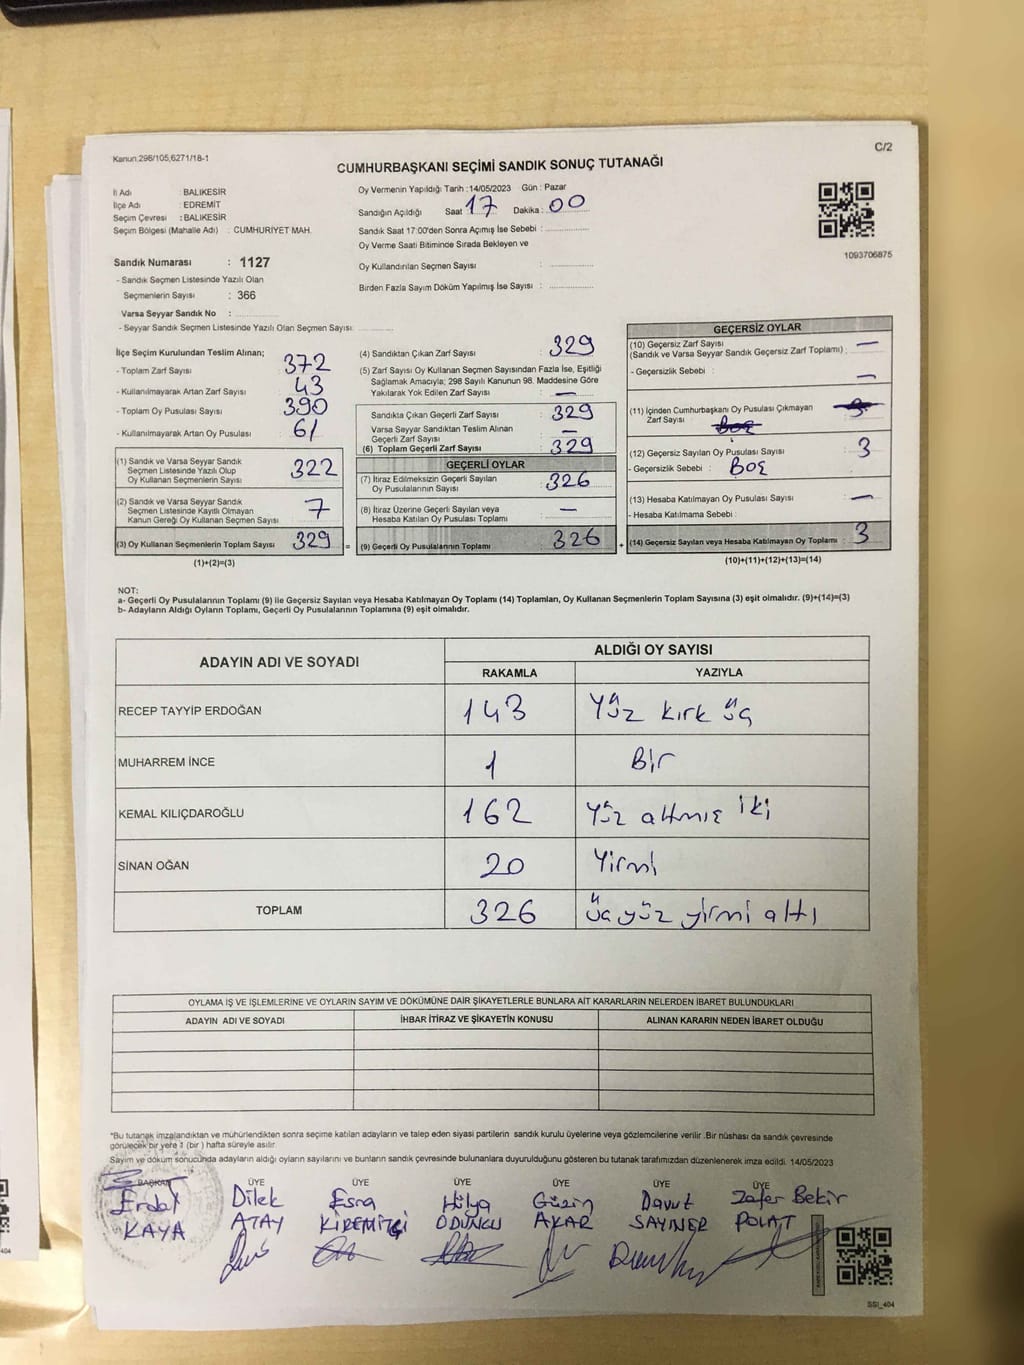 Kanun.298/105,6271/18-1
C/2
CUMHURBAŞKANI SEÇİMİ SANDIK SONUÇ TUTANAĞI
İl Adı : BALIKESİR
İlçe Adı : EDREMİT
Seçim Çevresi : BALIKESİR
Seçim Bölgesi (Mahalle Adı) : CUMHURİYET MAH.
Sandık Numarası : 1127
- Sandık Seçmen Listesinde Yazılı Olan
Seçmenlerin Sayısı : 366
Varsa Seyyar Sandık No :
- Seyyar Sandık Seçmen Listesinde Yazılı Olan Seçmen Sayısı:
Oy Vermenin Yapıldığı Tarih :14/05/2023 Gün : Pazar
Sandığın Açıldığı Saat 17 Dakika : 00
Sandık Saat 17:00'den Sonra Açımış İse Sebebi :
Oy Verme Saati Bitiminde Sırada Bekleyen ve
Oy Kullandırılan Seçmen Sayısı :
Birden Fazla Sayım Döküm Yapılmış İse Sayısı :
1093706875
İlçe Seçim Kurulundan Teslim Alınan;
- Toplam Zarf Sayısı : 372
- Kullanılmayarak Artan Zarf Sayısı : 43
- Toplam Oy Pusulası Sayısı : 390
- Kullanılmayarak Artan Oy Pusulası : 61
(1) Sandık ve Varsa Seyyar Sandık
Seçmen Listesinde Yazılı Olup
Oy Kullanan Seçmenlerin Sayısı : 322
(2) Sandık ve Varsa Seyyar Sandık
Seçmen Listesinde Kayıtlı Olmayan
Kanun Gereği Oy Kullanan Seçmen Sayısı : 7
(3) Oy Kullanan Seçmenlerin Toplam Sayısı : 329 =
(1)+(2)=(3)
(4) Sandıktan Çıkan Zarf Sayısı : 329
(5) Zarf Sayısı Oy Kullanan Seçmen Sayısından Fazla İse, Eşitliği
Sağlamak Amacıyla; 298 Sayılı Kanunun 98. Maddesine Göre
Yakılarak Yok Edilen Zarf Sayısı : —
Sandıkta Çıkan Geçerli Zarf Sayısı : 329
Varsa Seyyar Sandıktan Teslim Alınan
Geçerli Zarf Sayısı : —
(6) Toplam Geçerli Zarf Sayısı : 329
GEÇERLİ OYLAR
(7) İtiraz Edilmeksizin Geçerli Sayılan
Oy Pusulalarının Sayısı : 326
(8) İtiraz Üzerine Geçerli Sayılan veya
Hesaba Katılan Oy Pusulası Toplamı : —
(9) Geçerli Oy Pusulalarının Toplamı : 326 +
GEÇERSİZ OYLAR
(10) Geçersiz Zarf Sayısı
(Sandık ve Varsa Seyyar Sandık Geçersiz Zarf Toplamı) : —
- Geçersizlik Sebebi : —
(11) İçinden Cumhurbaşkanı Oy Pusulası Çıkmayan
Zarf Sayısı :
(12) Geçersiz Sayılan Oy Pusulası Sayısı : 3
- Geçersizlik Sebebi : Boş
(13) Hesaba Katılmayan Oy Pusulası Sayısı : —
- Hesaba Katılmama Sebebi :
(14) Geçersiz Sayılan veya Hesaba Katılmayan Oy Toplamı : 3
(10)+(11)+(12)+(13)=(14)
NOT:
a- Geçerli Oy Pusulalarının Toplamı (9) ile Geçersiz Sayılan veya Hesaba Katılmayan Oy Toplamı (14) Toplamları, Oy Kullanan Seçmenlerin Toplam Sayısına (3) eşit olmalıdır. (9)+(14)=(3)
b- Adayların Aldığı Oyların Toplamı, Geçerli Oy Pusulalarının Toplamına (9) eşit olmalıdır.
ADAYIN ADI VE SOYADI
ALDIĞI OY SAYISI
RAKAMLA YAZIYLA
RECEP TAYYİP ERDOĞAN 143 Yüz kırk üç
MUHARREM İNCE 1 Bir
KEMAL KILIÇDAROĞLU 162 Yüz altmış iki
SİNAN OĞAN 20 Yirmi
TOPLAM 326 üçyüz yirmi altı
OYLAMA İŞ VE İŞLEMLERİNE VE OYLARIN SAYIM VE DÖKÜMÜNE DAİR ŞİKAYETLERLE BUNLARA AİT KARARLARIN NELERDEN İBARET BULUNDUKLARI
ADAYIN ADI VE SOYADI İHBAR İTİRAZ VE ŞİKAYETİN KONUSU ALINAN KARARIN NEDEN İBARET OLDUĞU
*Bu tutanak imzalandıktan ve mühürlendikten sonra seçime katılan adayların ve talep eden siyasi partilerin sandık kurulu üyelerine veya gözlemcilerine verilir .Bir nüshası da sandık çevresinde
görülecek bir yere 1 (bir ) hafta süreyle asılır.
Sayım ve döküm sonucunda adayların aldığı oyların sayılarını ve bunların sandık çevresinde bulunanlara duyurulduğunu gösteren bu tutanak tarafımızdan düzenlenerek imza edildi. 14/05/2023
BAŞKAN ÜYE ÜYE ÜYE ÜYE ÜYE ÜYE
Erdal Dilek Esra Hülya Güzin Davut Zafer Bekir
KAYA ATAY KİREMİTÇİ ODUNCU AKAR SAYINER POLAT
SSI_404